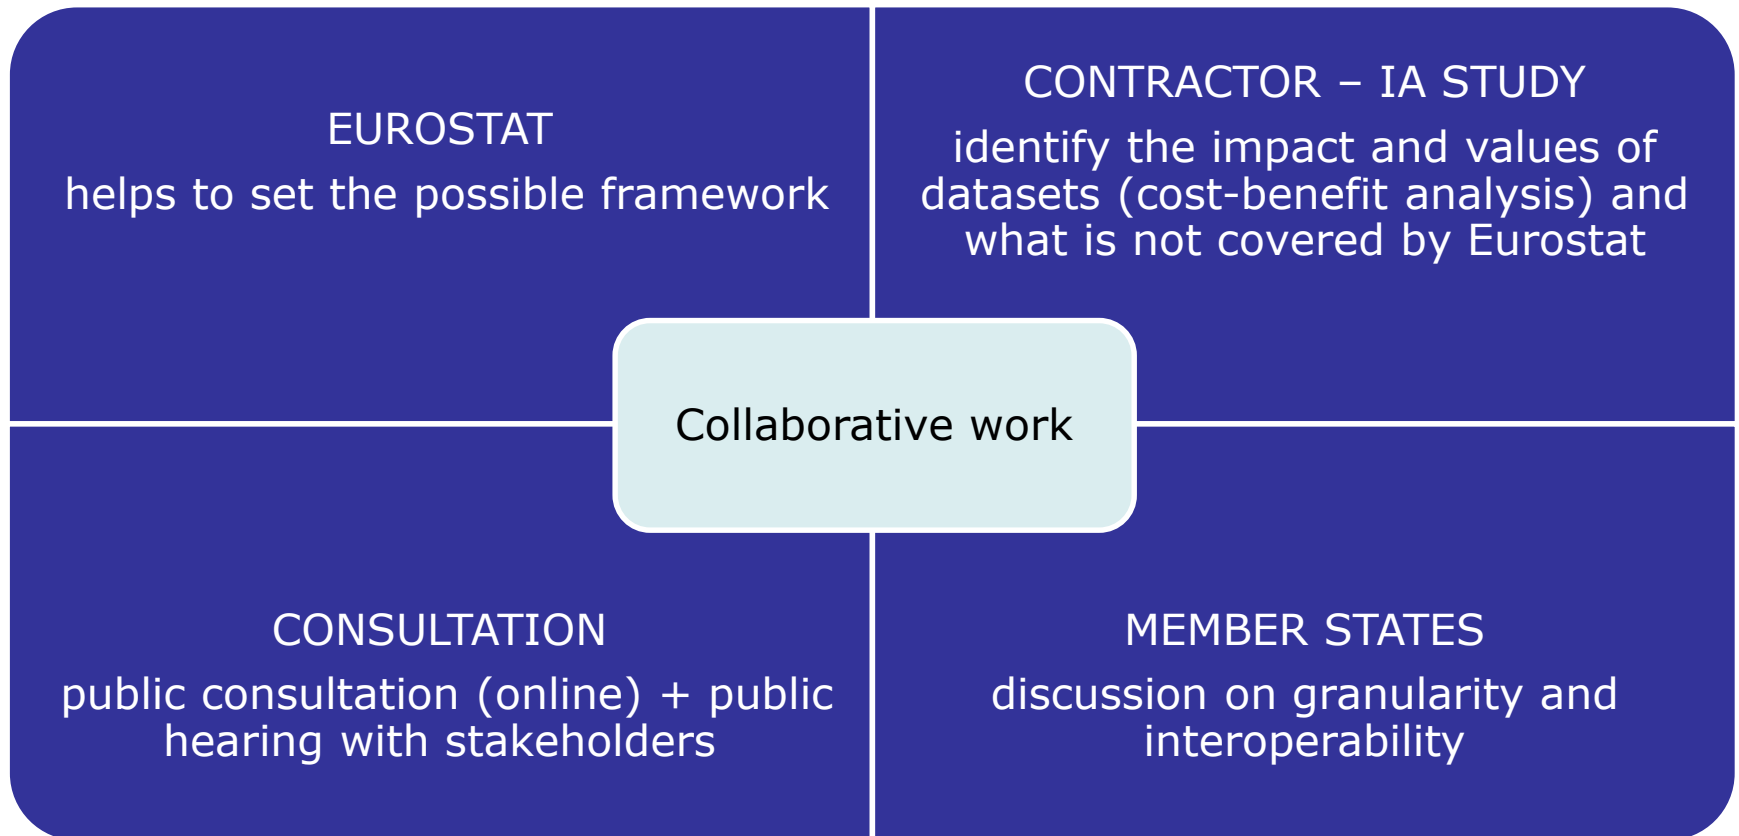 EUROSTAT
helps to set the possible framework
CONTRACTOR – IA STUDY
identify the impact and values of
datasets (cost-benefit analysis) and
what is not covered by Eurostat
Collaborative work
CONSULTATION
public consultation (online) + public
hearing with stakeholders
MEMBER STATES
discussion on granularity and
interoperability